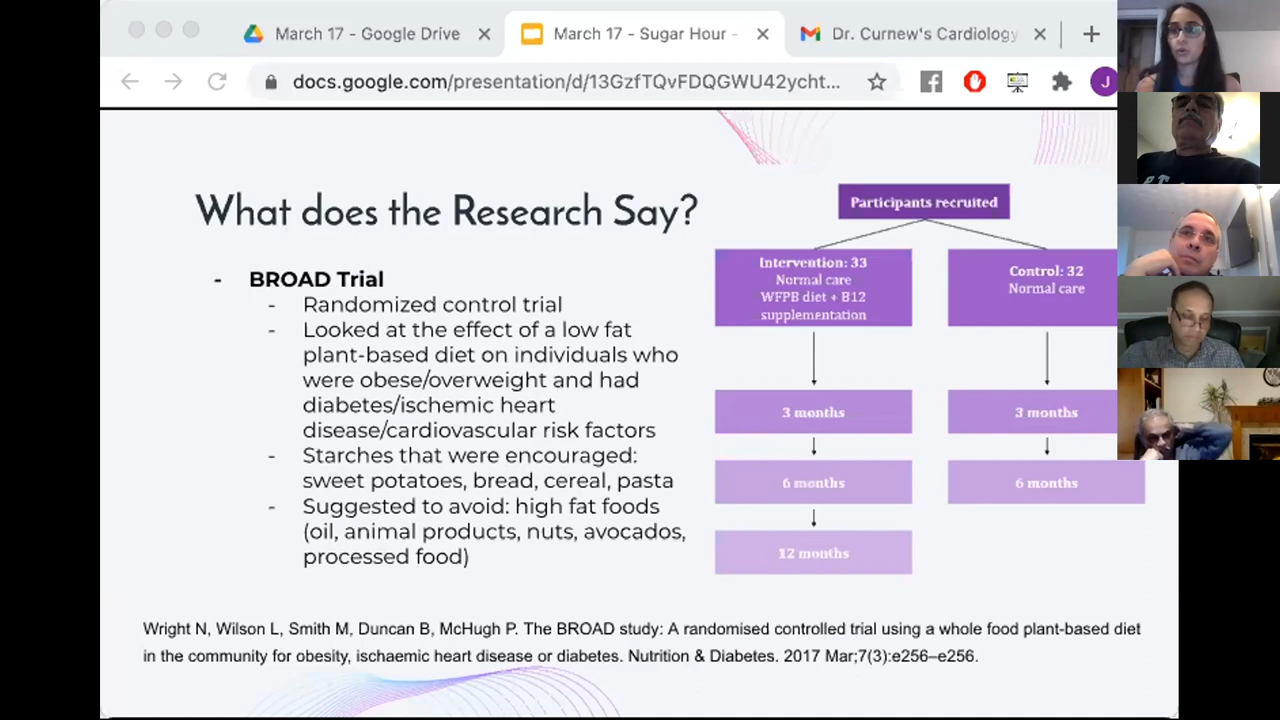 March 17 - Google Drive
March 17 - Sugar Hour -
Dr. Curnew's Cardiology
docs.google.com/presentation/d/13GzfTQvFDQGWU42ycht...
J
What does the Research Say?
- BROAD Trial
- Randomized control trial
- Looked at the effect of a low fat
plant-based diet on individuals who
were obese/overweight and had
diabetes/ischemic heart
disease/cardiovascular risk factors
- Starches that were encouraged:
sweet potatoes, bread, cereal, pasta
- Suggested to avoid: high fat foods
(oil, animal products, nuts, avocados,
processed food)
Participants recruited
Intervention: 33
Normal care
WFPB diet + B12
supplementation
3 months
6 months
12 months
Control: 32
Normal care
3 months
6 months
Wright N, Wilson L, Smith M, Duncan B, McHugh P. The BROAD study: A randomised controlled trial using a whole food plant-based diet
in the community for obesity, ischaemic heart disease or diabetes. Nutrition & Diabetes. 2017 Mar;7(3):e256–e256.